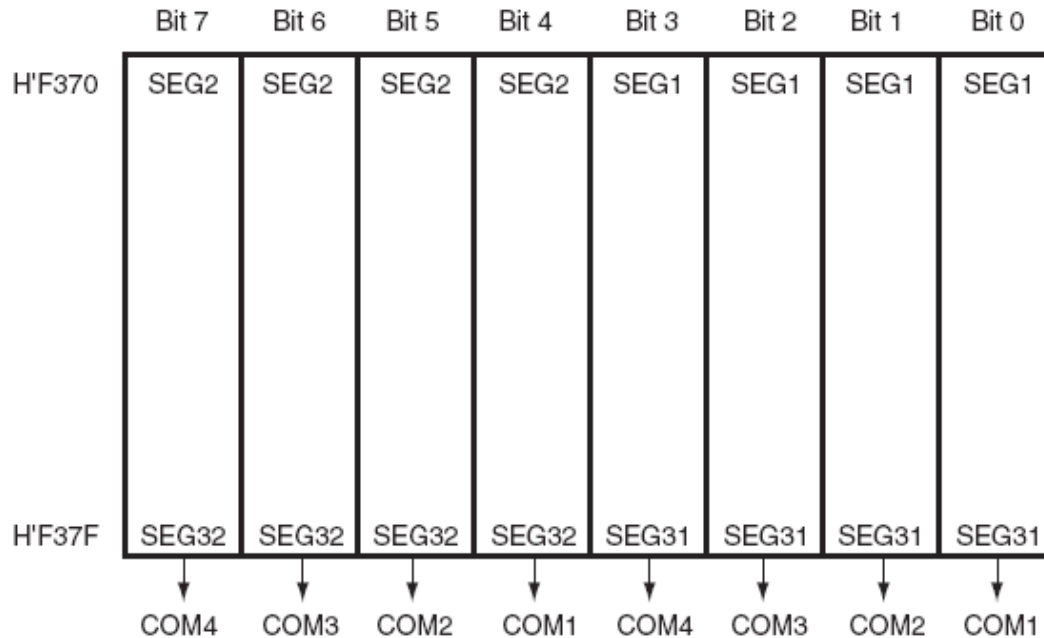 Bit 7 Bit 6 Bit 5 Bit 4 Bit 3 Bit 2 Bit 1 Bit 0
H'F370 SEG2 SEG2 SEG2 SEG2 SEG1 SEG1 SEG1 SEG1
H'F37F SEG32 SEG32 SEG32 SEG32 SEG31 SEG31 SEG31 SEG31
COM4 COM3 COM2 COM1 COM4 COM3 COM2 COM1